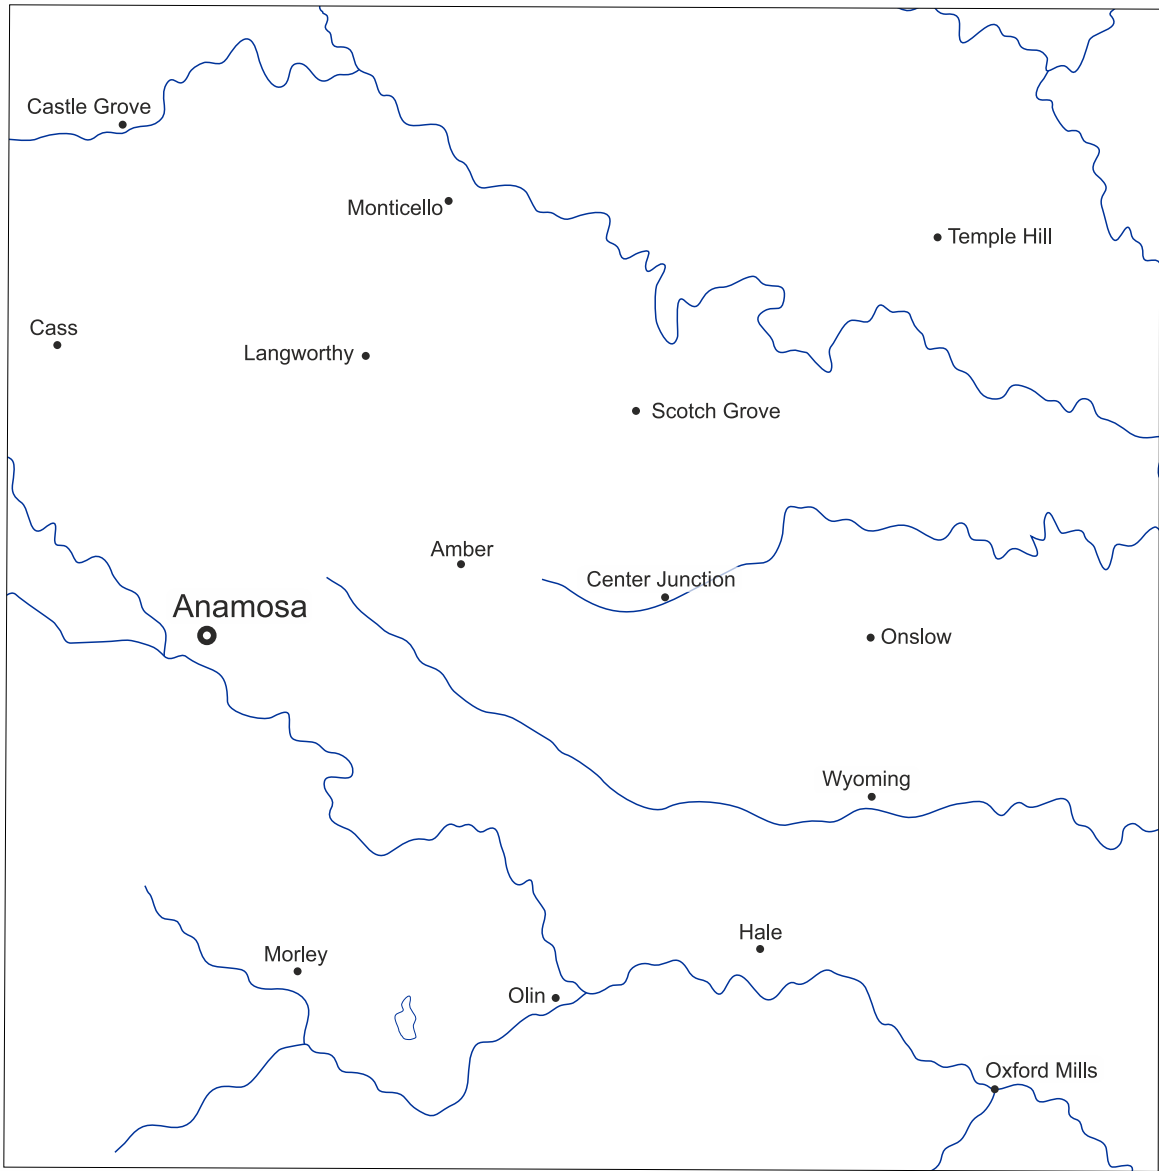 Castle Grove
Monticello
Temple Hill
Cass
Langworthy
Scotch Grove
Amber
Center Junction
Anamosa
Onslow
Wyoming
Hale
Morley
Olin
Oxford Mills